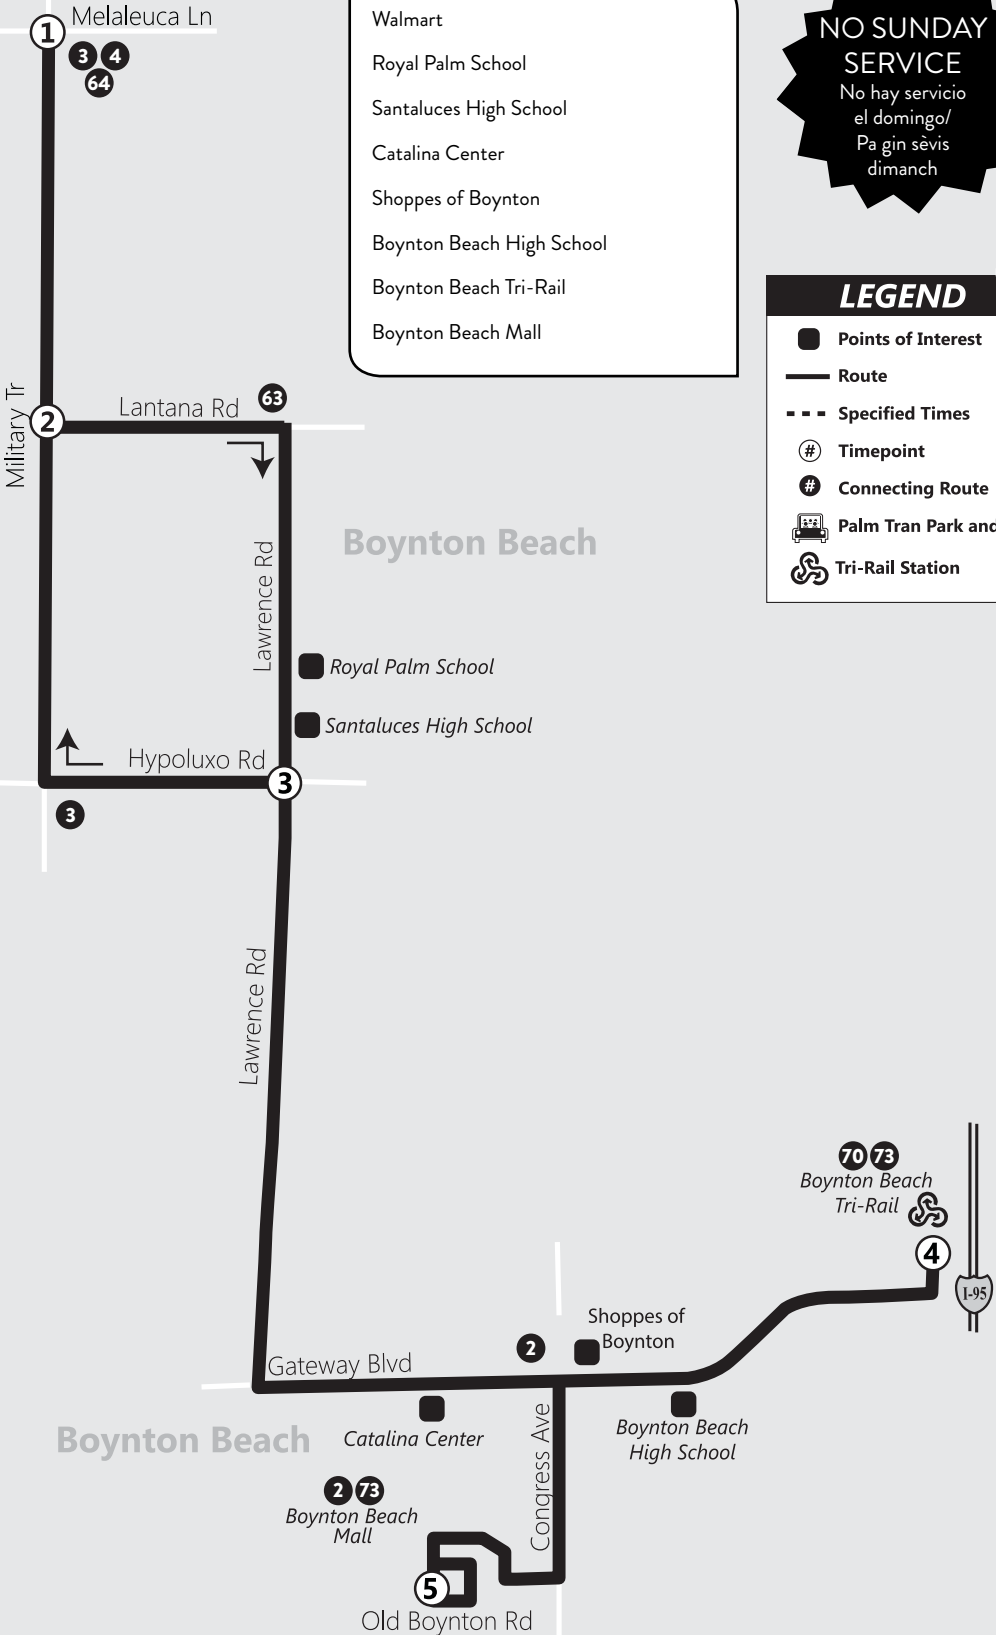 Melaleuca Ln
1
3 4
64
Walmart
Royal Palm School
Santaluces High School
Catalina Center
Shoppes of Boynton
Boynton Beach High School
Boynton Beach Tri-Rail
Boynton Beach Mall
NO SUNDAY
SERVICE
No hay servicio
el domingo/
Pa gin sèvis
dimanch
LEGEND
Points of Interest
Route
Specified Times
# Timepoint
# Connecting Route
Palm Tran Park and
Tri-Rail Station
Military Tr
2
Lantana Rd
63
Boynton Beach
Lawrence Rd
Royal Palm School
Santaluces High School
Hypoluxo Rd
3
3
Lawrence Rd
70 73
Boynton Beach
Tri-Rail
4
I-95
Shoppes of
Boynton
2
Gateway Blvd
Boynton Beach
Catalina Center
Congress Ave
Boynton Beach
High School
2 73
Boynton Beach
Mall
5
Old Boynton Rd